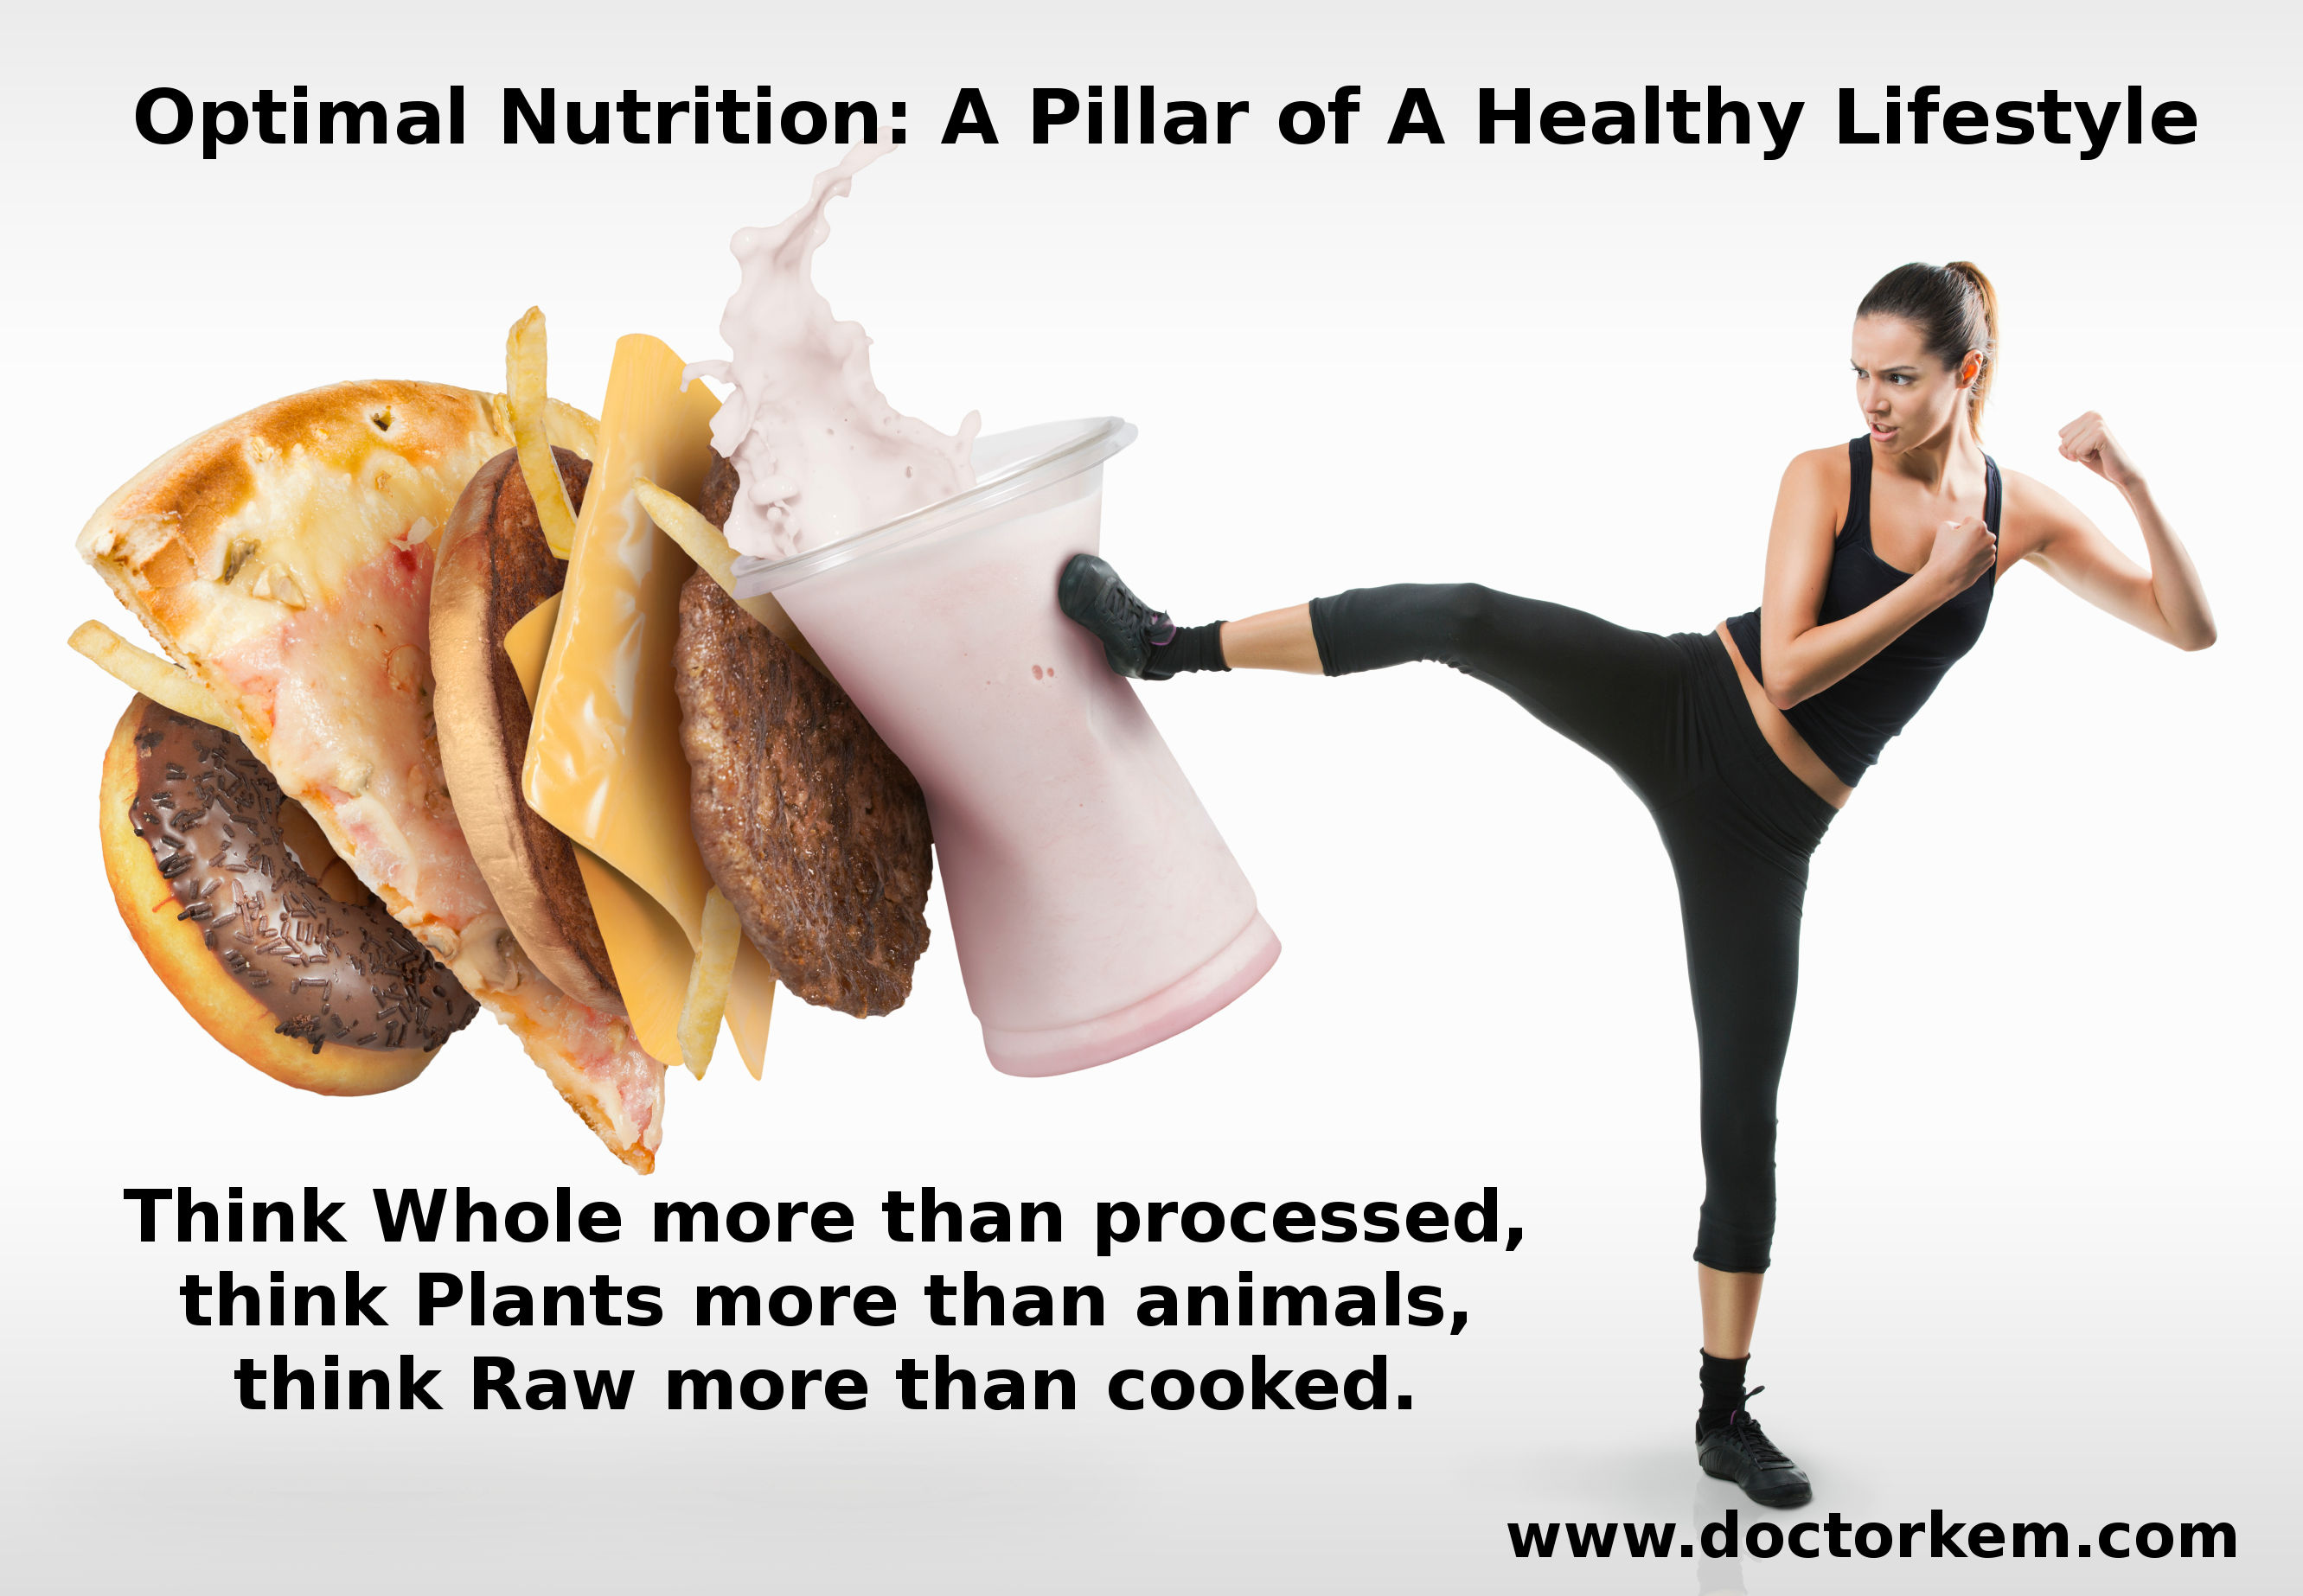 Optimal Nutrition: A Pillar of A Healthy Lifestyle
Think Whole more than processed,
think Plants more than animals,
think Raw more than cooked.
www.doctorkem.com